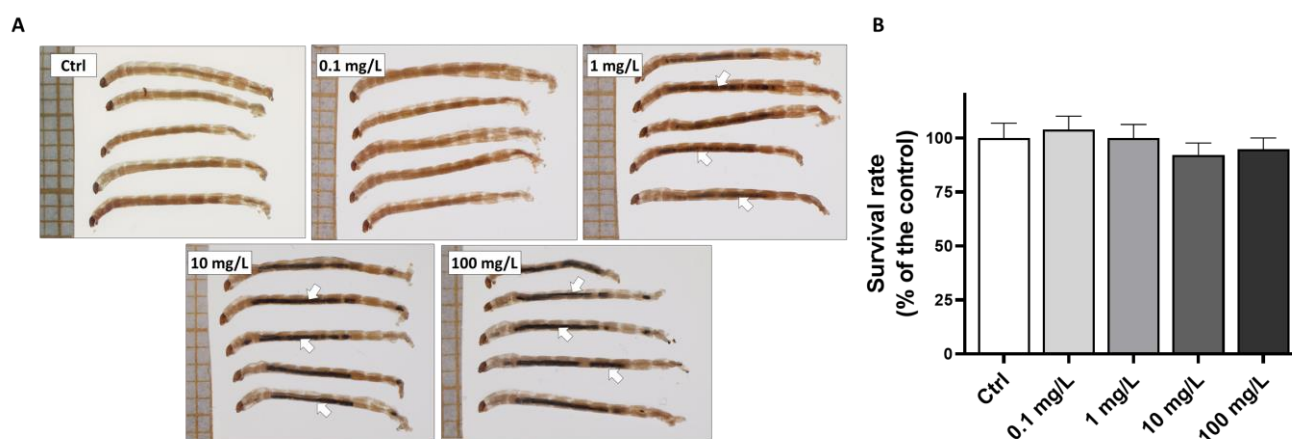 A
Ctrl
0.1 mg/L
1 mg/L
10 mg/L
100 mg/L
B
Survival rate
(% of the control)
100
75
50
25
0
Ctrl
0.1 mg/L
1 mg/L
10 mg/L
100 mg/L